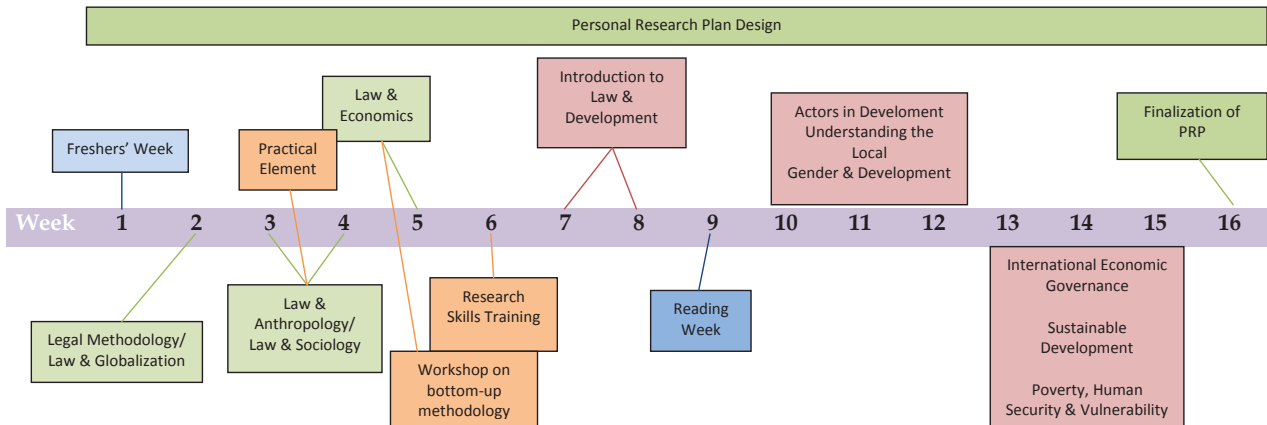 Personal Research Plan Design
Freshers' Week
Practical
Element
Law &
Economics
Introduction to
Law &
Development
Actors in Develoment
Understanding the
Local
Gender & Development
Finalization of
PRP
Week 1 2 3 4 5 6 7 8 9 10 11 12 13 14 15 16
Legal Methodology/
Law & Globalization
Law &
Anthropology/
Law & Sociology
Research
Skills Training
Workshop on
bottom-up
methodology
Reading
Week
International Economic
Governance
Sustainable
Development
Poverty, Human
Security & Vulnerability